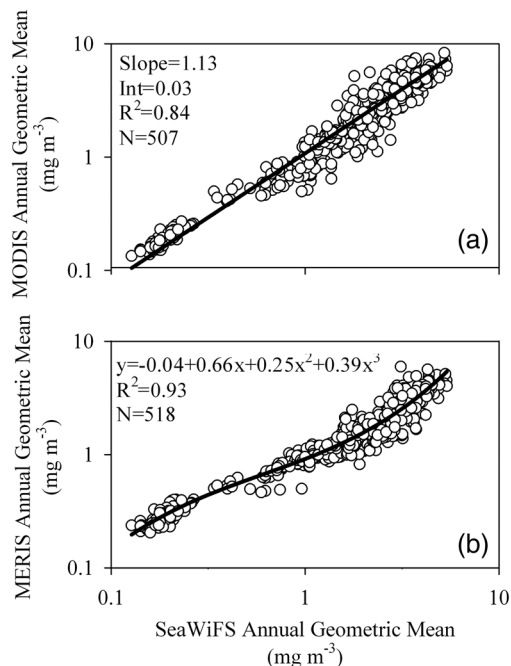 10
Slope=1.13
Int=0.03
R²=0.84
N=507
1
0.1
MODIS Annual Geometric Mean
(mg m⁻³)
(a)
10
y=-0.04+0.66x+0.25x²+0.39x³
R²=0.93
N=518
1
0.1
MERIS Annual Geometric Mean
(mg m⁻³)
(b)
0.1 1 10
SeaWiFS Annual Geometric Mean
(mg m⁻³)